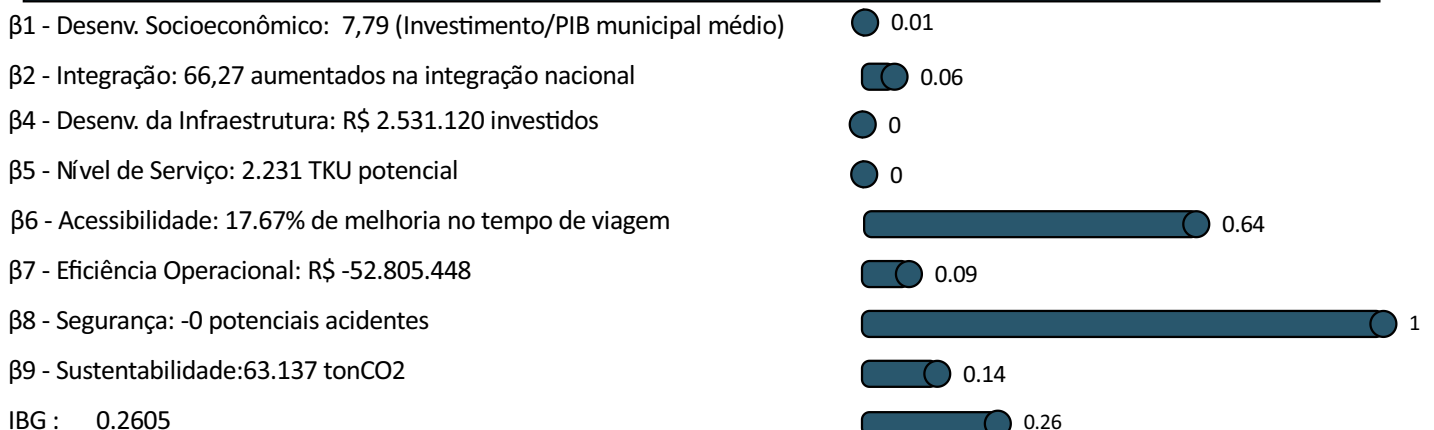 β1 - Desenv. Socioeconômico: 7,79 (Investimento/PIB municipal médio) 0.01
β2 - Integração: 66,27 aumentados na integração nacional 0.06
β4 - Desenv. da Infraestrutura: R$ 2.531.120 investidos 0
β5 - Nível de Serviço: 2.231 TKU potencial 0
β6 - Acessibilidade: 17.67% de melhoria no tempo de viagem 0.64
β7 - Eficiência Operacional: R$ -52.805.448 0.09
β8 - Segurança: -0 potenciais acidentes 1
β9 - Sustentabilidade:63.137 tonCO2 0.14
IBG : 0.2605 0.26